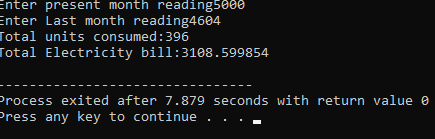 Enter present month reading5000
Enter Last month reading4604
Total units consumed:396
Total Electricity bill:3108.599854
--------------------------------
Process exited after 7.879 seconds with return value 0
Press any key to continue . . .